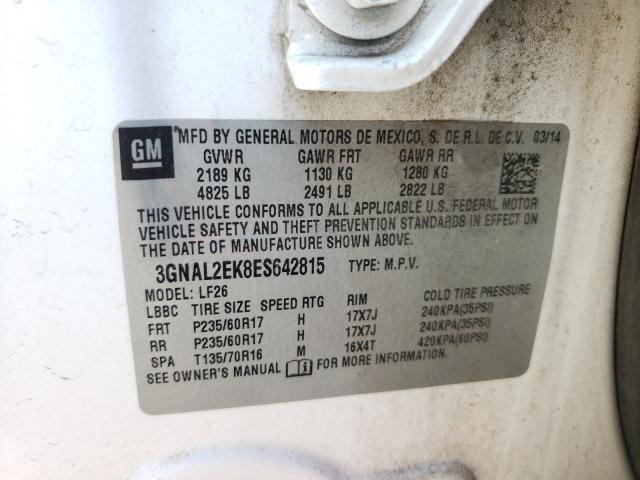 GM
MFD BY GENERAL MOTORS DE MEXICO, S. DE R.L. DE C.V. 03/14
GVWR GAWR FRT GAWR RR
2189 KG 1130 KG 1280 KG
4825 LB 2491 LB 2822 LB
THIS VEHICLE CONFORMS TO ALL APPLICABLE U.S. FEDERAL MOTOR
VEHICLE SAFETY AND THEFT PREVENTION STANDARDS IN EFFECT ON
THE DATE OF MANUFACTURE SHOWN ABOVE.
3GNAL2EK8ES642815 TYPE: M.P.V.
MODEL: LF26
LBBC TIRE SIZE SPEED RTG RIM COLD TIRE PRESSURE
FRT P235/60R17 H 17X7J 240KPA(35PSI)
RR P235/60R17 H 17X7J 240KPA(35PSI)
SPA T135/70R16 M 16X4T 420KPA(60PSI)
SEE OWNER'S MANUAL i FOR MORE INFORMATION.